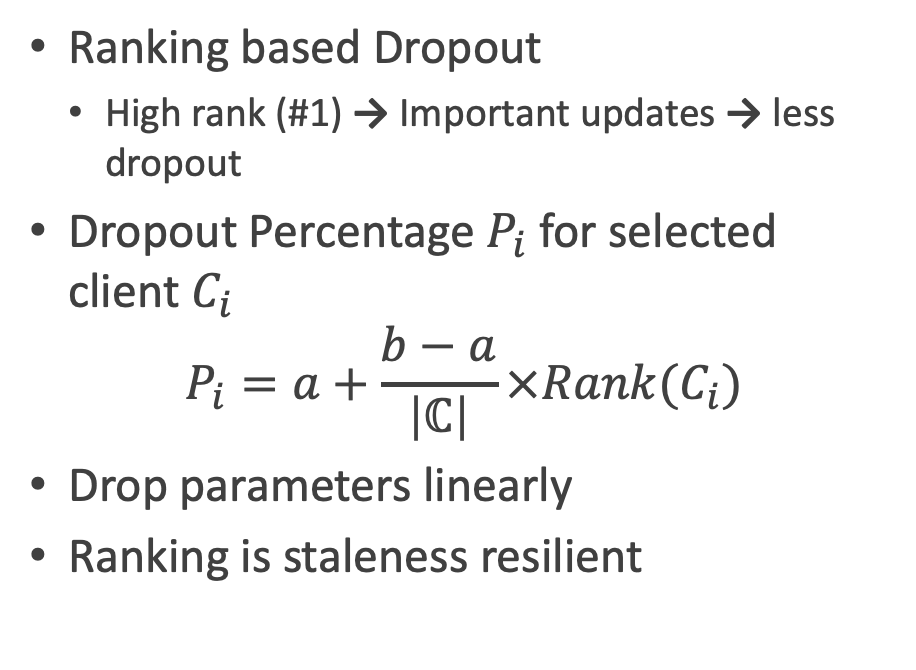 • Ranking based Dropout
• High rank (#1) → Important updates → less
dropout
• Dropout Percentage 𝑃ᵢ for selected
client 𝐶ᵢ
𝑃ᵢ = 𝑎 + (𝑏 − 𝑎)/|ℂ| ×𝑅𝑎𝑛𝑘(𝐶ᵢ)
• Drop parameters linearly
• Ranking is staleness resilient